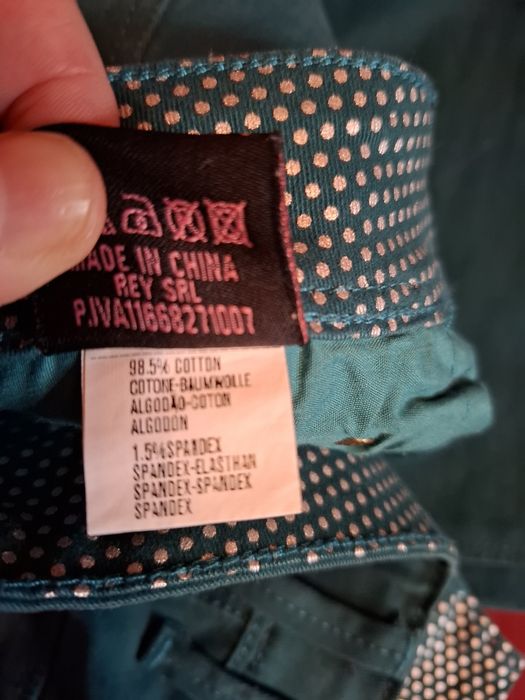 MADE IN CHINA
REY SRL
P.IVA11668271007
98.5% COTTON
COTONE-BAUMWOLLE
ALGODÃO-COTON
ALGODON
1.5%SPANDEX
SPANDEX-ELASTHAN
SPANDEX-SPANDEX
SPANDEX